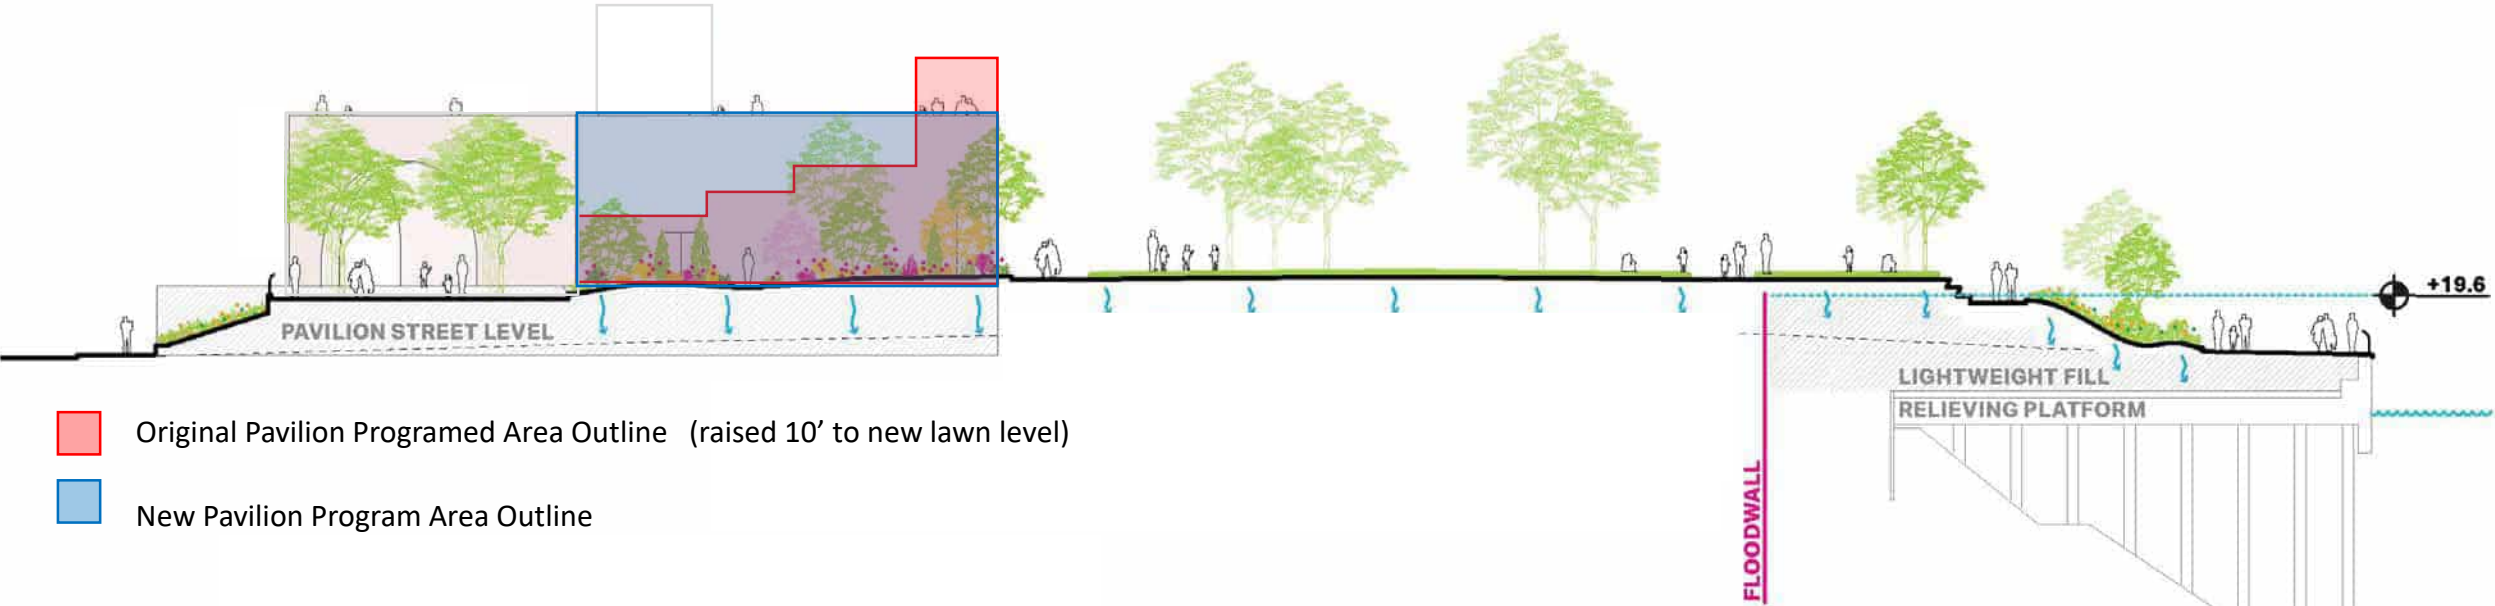 +19.6
PAVILION STREET LEVEL
LIGHTWEIGHT FILL
RELIEVING PLATFORM
FLOODWALL
Original Pavilion Programed Area Outline (raised 10’ to new lawn level)
New Pavilion Program Area Outline